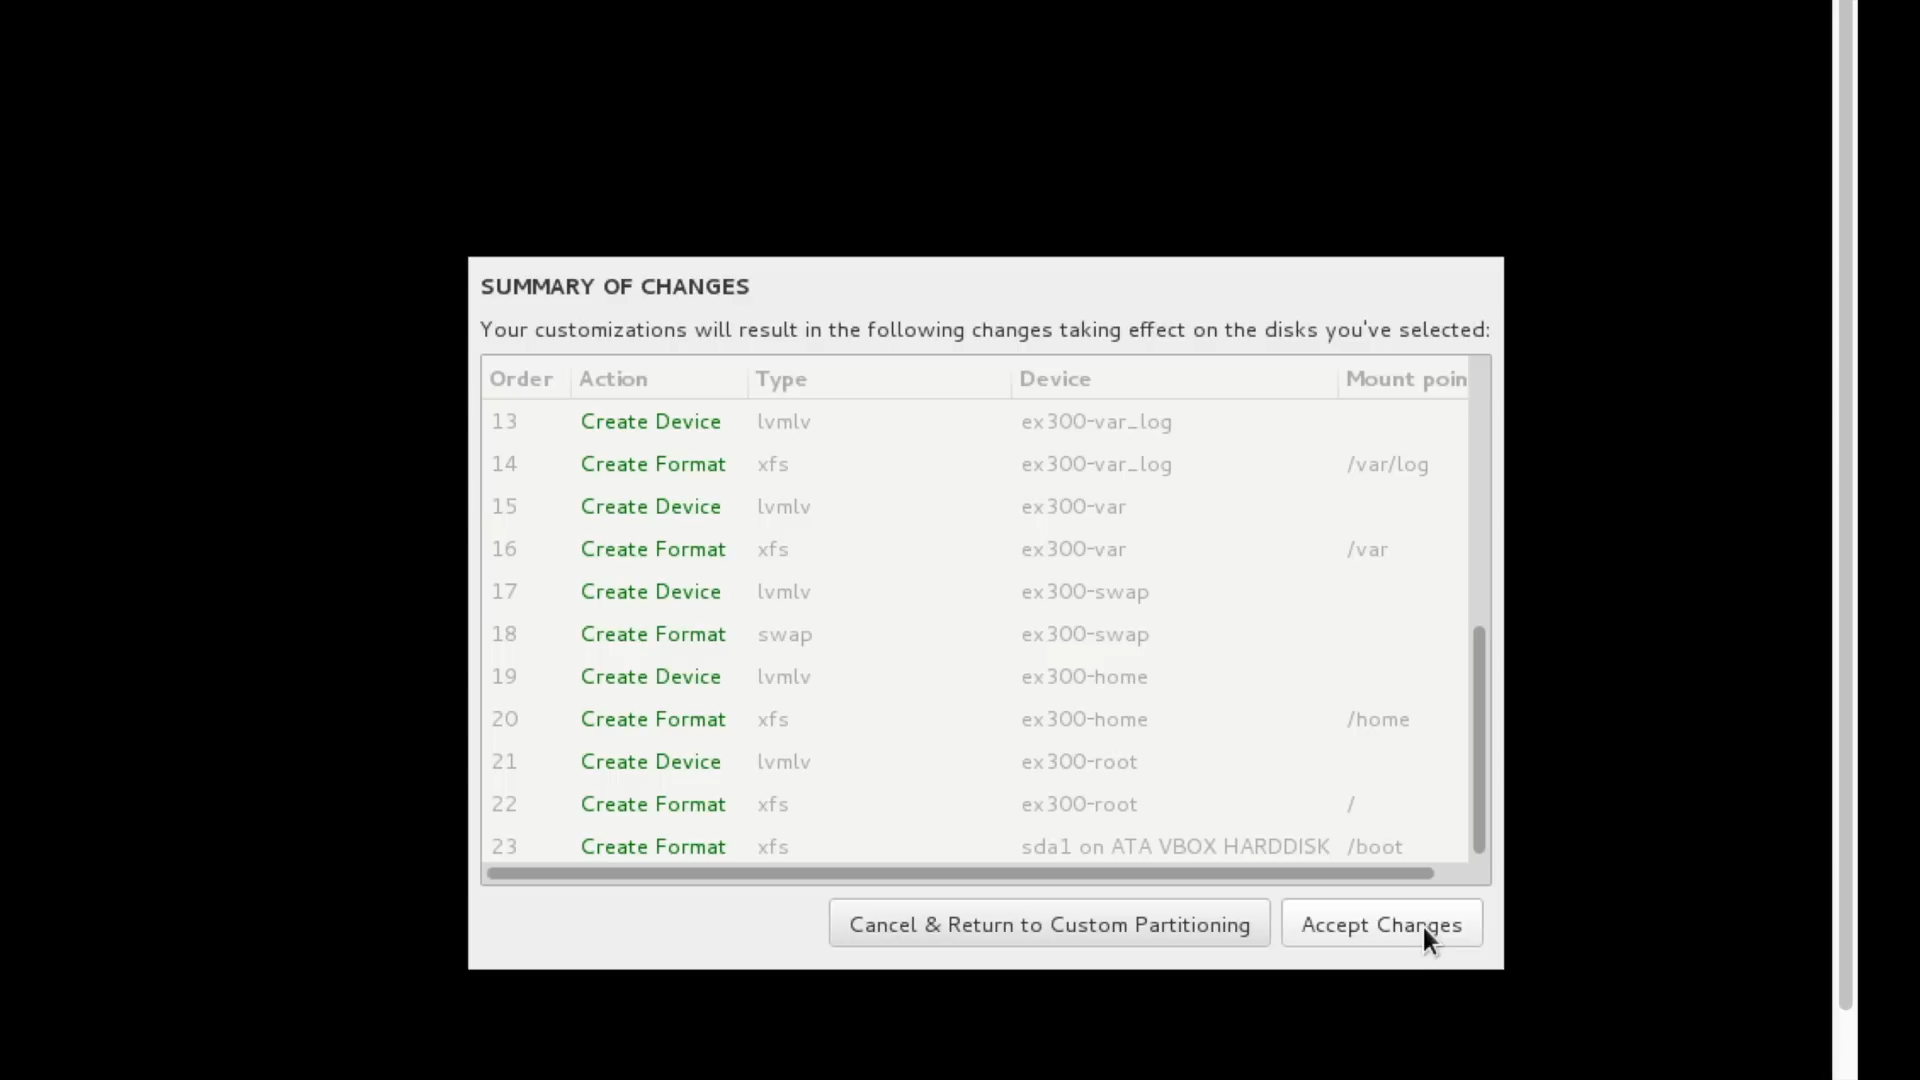 SUMMARY OF CHANGES
Your customizations will result in the following changes taking effect on the disks you've selected:
Order Action Type Device Mount poin
13 Create Device lvmlv ex300-var_log
14 Create Format xfs ex300-var_log /var/log
15 Create Device lvmlv ex300-var
16 Create Format xfs ex300-var /var
17 Create Device lvmlv ex300-swap
18 Create Format swap ex300-swap
19 Create Device lvmlv ex300-home
20 Create Format xfs ex300-home /home
21 Create Device lvmlv ex300-root
22 Create Format xfs ex300-root /
23 Create Format xfs sda1 on ATA VBOX HARDDISK /boot
Cancel & Return to Custom Partitioning Accept Changes